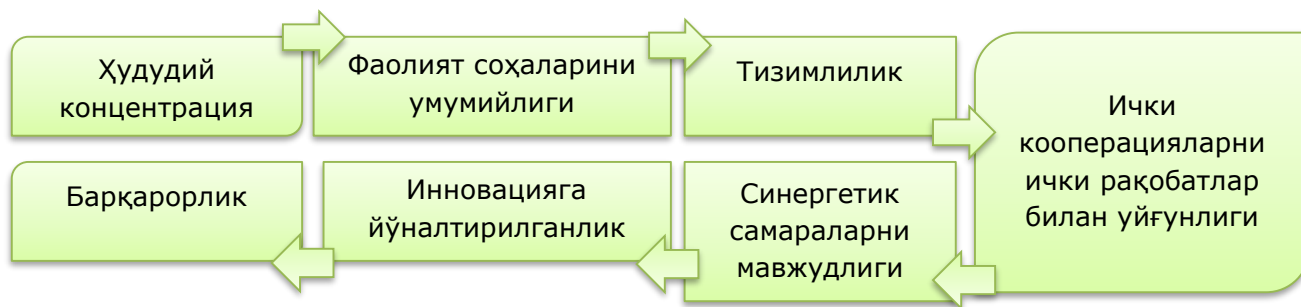 Ҳудудий
концентрация
Фаолият соҳаларини
умумийлиги
Тизимлилик
Ички
кооперацияларни
ички рақобатлар
билан уйғунлиги
Синергетик
самараларни
мавжудлиги
Инновацияга
йўналтирилганлик
Барқарорлик